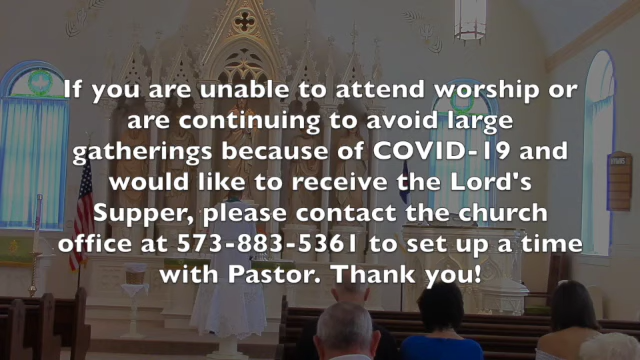 If you are unable to attend worship or
are continuing to avoid large
gatherings because of COVID-19 and
would like to receive the Lord's
Supper, please contact the church
office at 573-883-5361 to set up a time
with Pastor. Thank you!